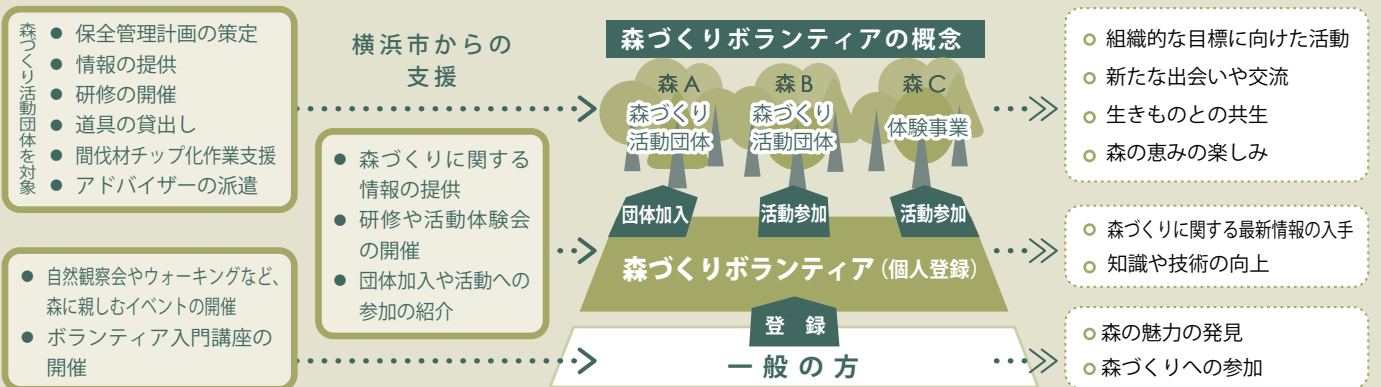 森づくり活動団体を対象
● 保全管理計画の策定
● 情報の提供
● 研修の開催
● 道具の貸出し
● 間伐材チップ化作業支援
● アドバイザーの派遣
● 自然観察会やウォーキングなど、
森に親しむイベントの開催
● ボランティア入門講座の
開催
横浜市からの
支援
● 森づくりに関する
情報の提供
● 研修や活動体験会
の開催
● 団体加入や活動への
参加の紹介
森づくりボランティアの概念
森A
森づくり
活動団体
森B
森づくり
活動団体
森C
体験事業
団体加入
活動参加
活動参加
森づくりボランティア（個人登録）
登 録
一般の方
○ 組織的な目標に向けた活動
○ 新たな出会いや交流
○ 生きものとの共生
○ 森の恵みの楽しみ
○ 森づくりに関する最新情報の入手
○ 知識や技術の向上
○ 森の魅力の発見
○ 森づくりへの参加